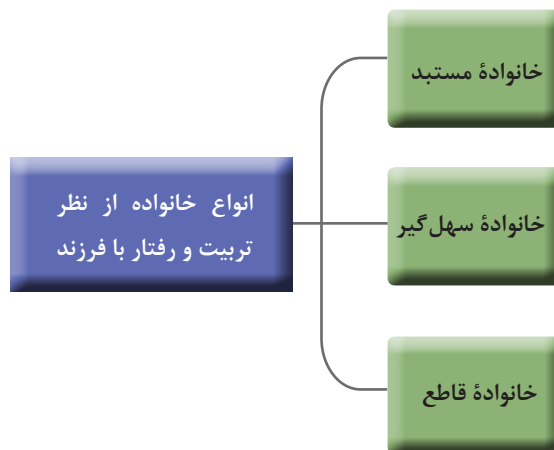 خانوادهٔ مستبد
انواع خانواده از نظر
تربیت و رفتار با فرزند
خانوادهٔ سهل‌گیر
خانوادهٔ قاطع